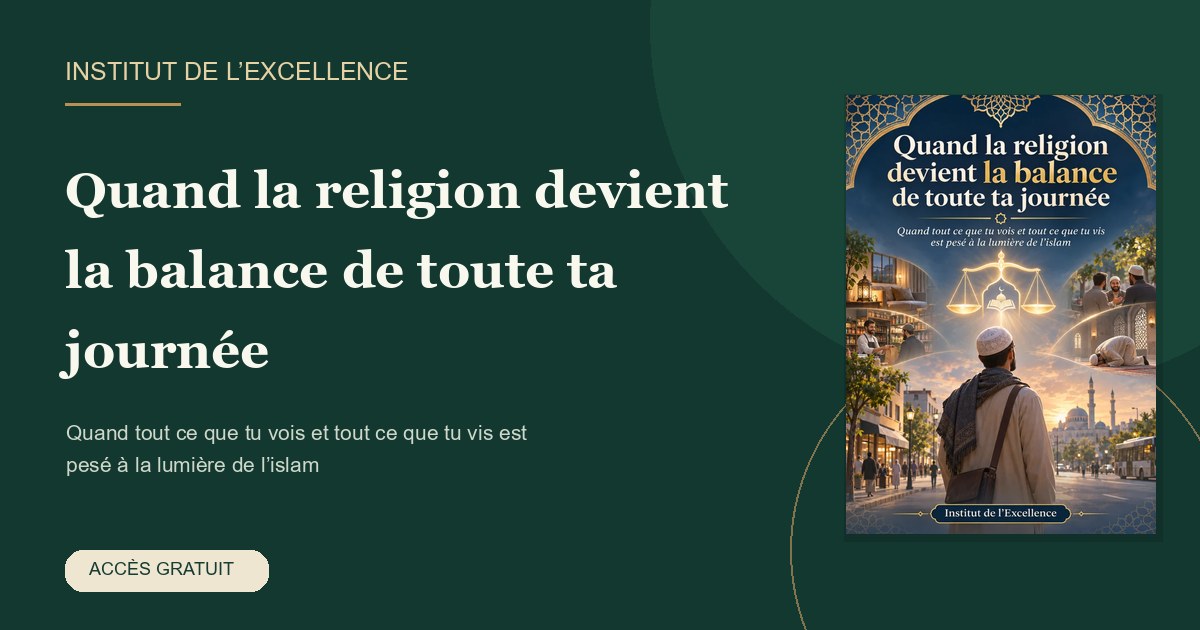 INSTITUT DE L’EXCELLENCE
Quand la religion devient
la balance de toute ta
journée
Quand tout ce que tu vois et tout ce que tu vis est
pesé à la lumière de l’islam
ACCÈS GRATUIT
Quand la religion
devient la balance
de toute ta journée
Quand tout ce que tu vois et tout ce que tu vis
est pesé à la lumière de l’islam
Institut de l’Excellence